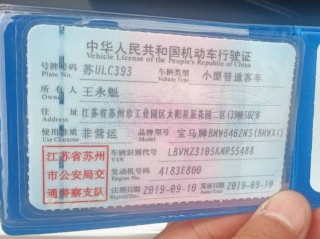 中华人民共和国机动车行驶证
Vehicle License of the People's Republic of China
号牌号码 苏ULC393 车辆类型 小型普通客车
Plate No. Vehicle Type
所有人 王永魁
Owner
住址 江苏省苏州市工业园区太阳星辰花园二区
Address
使用性质 非营运 品牌型号 宝马牌BMW6462WS(BMWX1)
Use Character Model
江苏省苏州 车辆识别代号
VIN
市公安局交 发动机号码 4183E800
Engine No.
通警察支队 注册日期 2019-09-10 发证日期 2019-09-10
Register Date Issue Date